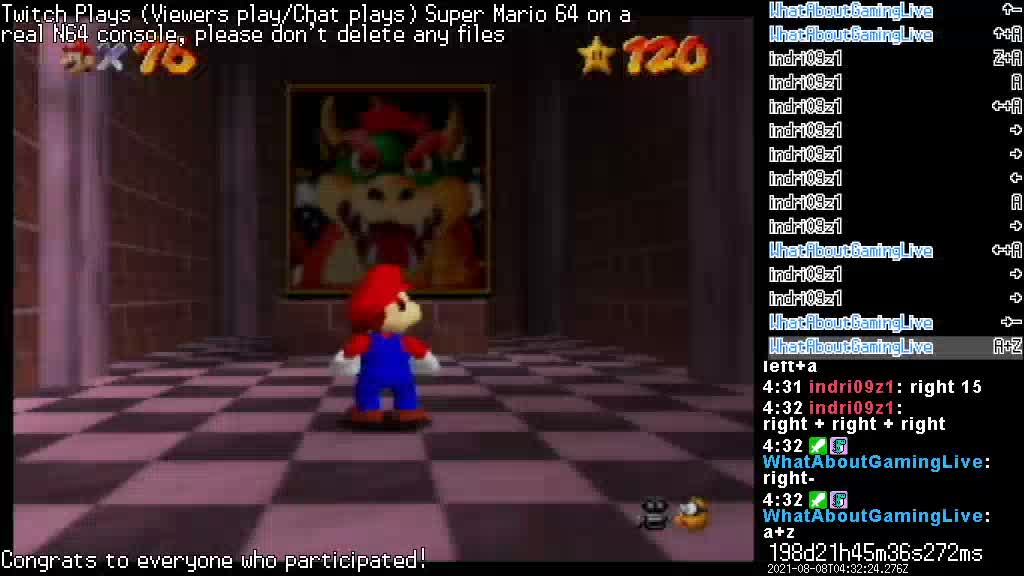 Twitch Plays (Viewers play/Chat plays) Super Mario 64 on a
real N64 console, please don't delete any files
× 76
120
Congrats to everyone who participated!
WhatAboutGamingLive ↑-
WhatAboutGamingLive ↑+A
indri09z1 Z+A
indri09z1 A
indri09z1 ←+A
indri09z1 →
indri09z1 →
indri09z1 ←
indri09z1 A
indri09z1 →
WhatAboutGamingLive ←+A
indri09z1 →
indri09z1 →
WhatAboutGamingLive →-
WhatAboutGamingLive A+Z
left+a
4:31 indri09z1: right 15
4:32 indri09z1:
right + right + right
4:32
WhatAboutGamingLive:
right-
4:32
WhatAboutGamingLive:
a+z
198d21h45m36s272ms
2021-08-08T04:32:24.276Z